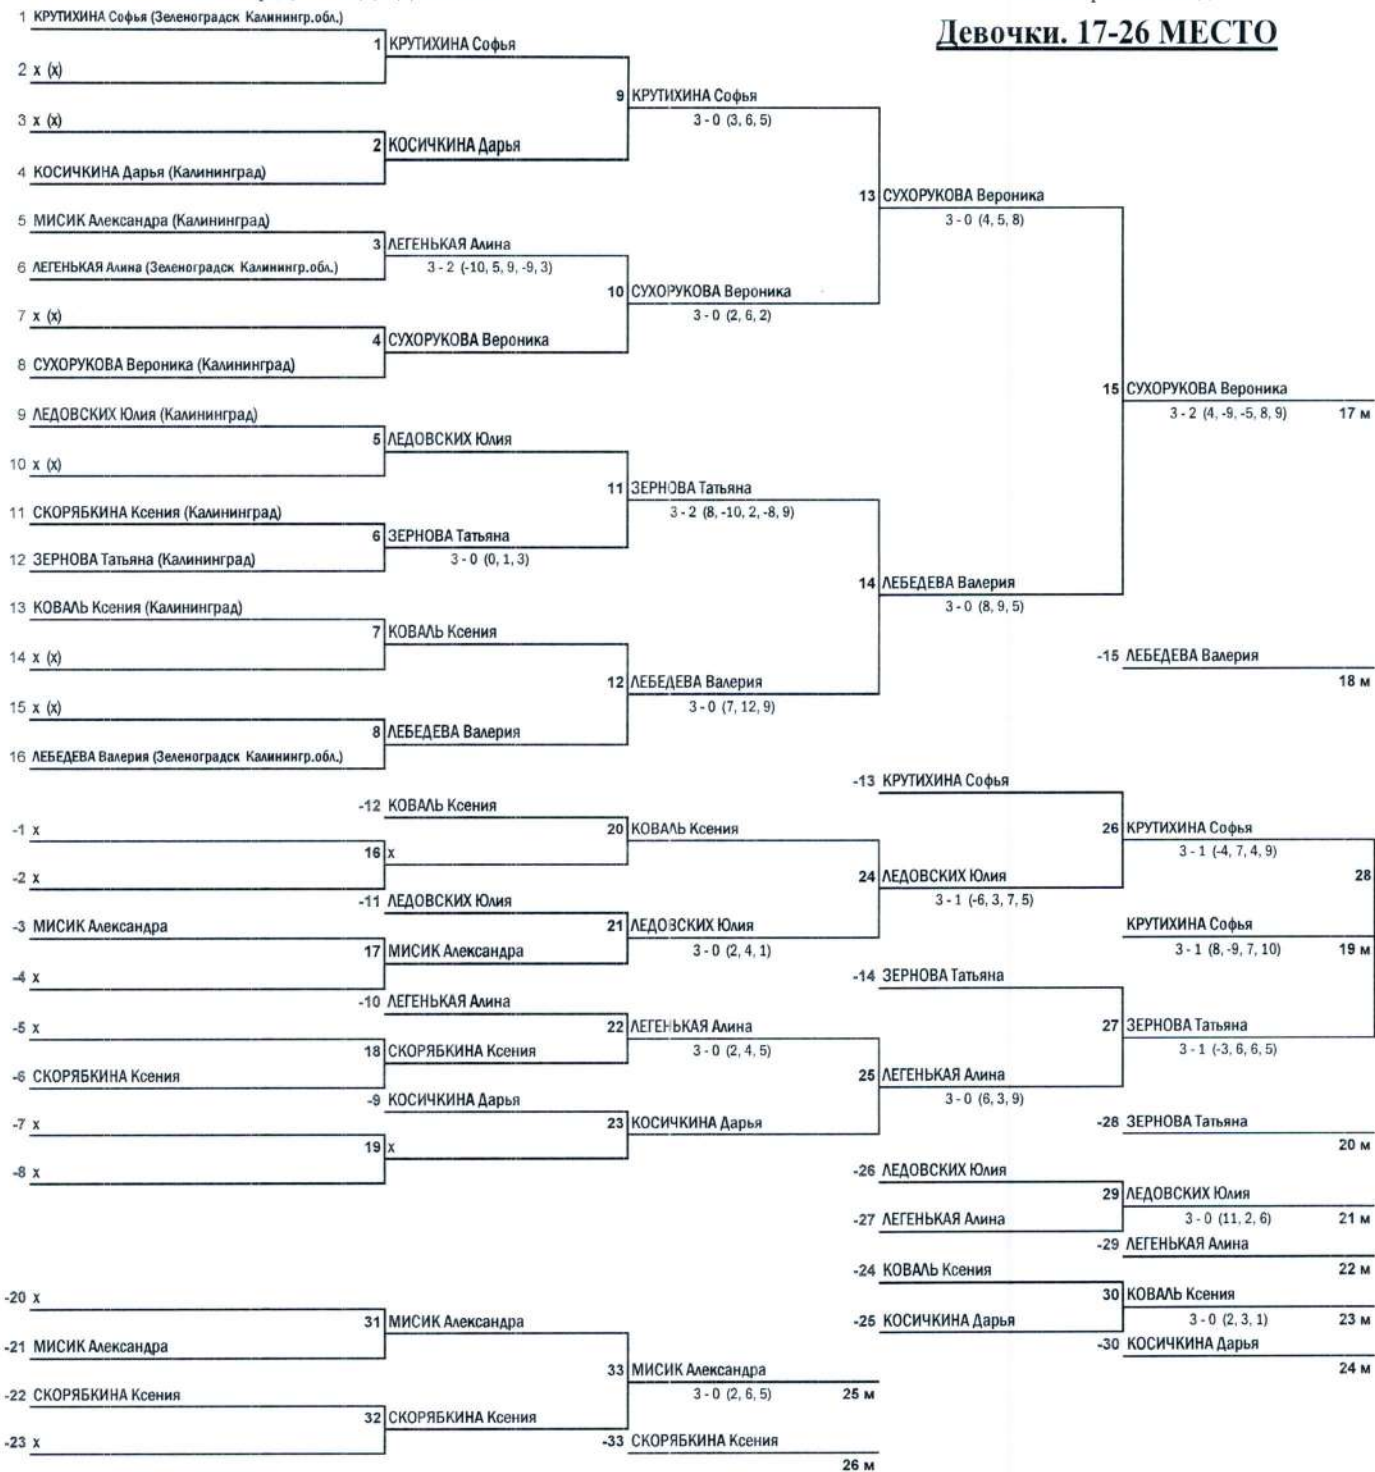 Девочки. 17-26 МЕСТО
1 КРУТИХИНА Софья (Зеленоградск Калинингр.обл.)
1 КРУТИХИНА Софья
2 х (х)
9 КРУТИХИНА Софья
3 - 0 (3, 6, 5)
3 х (х)
2 КОСИЧКИНА Дарья
4 КОСИЧКИНА Дарья (Калининград)
13 СУХОРУКОВА Вероника
3 - 0 (4, 5, 8)
5 МИСИК Александра (Калининград)
3 ЛЕГЕНЬКАЯ Алина
3 - 2 (-10, 5, 9, -9, 3)
6 ЛЕГЕНЬКАЯ Алина (Зеленоградск Калинингр.обл.)
10 СУХОРУКОВА Вероника
3 - 0 (2, 6, 2)
7 х (х)
4 СУХОРУКОВА Вероника
8 СУХОРУКОВА Вероника (Калининград)
15 СУХОРУКОВА Вероника
3 - 2 (4, -9, -5, 8, 9) 17 м
9 ЛЕДОВСКИХ Юлия (Калининград)
5 ЛЕДОВСКИХ Юлия
10 х (х)
11 ЗЕРНОВА Татьяна
3 - 2 (8, -10, 2, -8, 9)
11 СКОРЯБКИНА Ксения (Калининград)
6 ЗЕРНОВА Татьяна
3 - 0 (0, 1, 3)
12 ЗЕРНОВА Татьяна (Калининград)
14 ЛЕБЕДЕВА Валерия
3 - 0 (8, 9, 5)
13 КОВАЛЬ Ксения (Калининград)
7 КОВАЛЬ Ксения
14 х (х)
-15 ЛЕБЕДЕВА Валерия
18 м
12 ЛЕБЕДЕВА Валерия
3 - 0 (7, 12, 9)
15 х (х)
8 ЛЕБЕДЕВА Валерия
16 ЛЕБЕДЕВА Валерия (Зеленоградск Калинингр.обл.)
-13 КРУТИХИНА Софья
-12 КОВАЛЬ Ксения
-1 х
20 КОВАЛЬ Ксения
26 КРУТИХИНА Софья
3 - 1 (-4, 7, 4, 9)
16 х
-2 х
24 ЛЕДОВСКИХ Юлия
3 - 1 (-6, 3, 7, 5)
28
-11 ЛЕДОВСКИХ Юлия
-3 МИСИК Александра
21 ЛЕДОВСКИХ Юлия
3 - 0 (2, 4, 1)
КРУТИХИНА Софья
3 - 1 (8, -9, 7, 10) 19 м
17 МИСИК Александра
-4 х
-14 ЗЕРНОВА Татьяна
-10 ЛЕГЕНЬКАЯ Алина
-5 х
22 ЛЕГЕНЬКАЯ Алина
3 - 0 (2, 4, 5)
27 ЗЕРНОВА Татьяна
3 - 1 (-3, 6, 6, 5)
18 СКОРЯБКИНА Ксения
-6 СКОРЯБКИНА Ксения
25 ЛЕГЕНЬКАЯ Алина
3 - 0 (6, 3, 9)
-9 КОСИЧКИНА Дарья
-7 х
23 КОСИЧКИНА Дарья
-28 ЗЕРНОВА Татьяна
20 м
19 х
-8 х
-26 ЛЕДОВСКИХ Юлия
29 ЛЕДОВСКИХ Юлия
3 - 0 (11, 2, 6) 21 м
-27 ЛЕГЕНЬКАЯ Алина
-29 ЛЕГЕНЬКАЯ Алина
22 м
-24 КОВАЛЬ Ксения
30 КОВАЛЬ Ксения
3 - 0 (2, 3, 1) 23 м
-25 КОСИЧКИНА Дарья
-30 КОСИЧКИНА Дарья
24 м
-20 х
31 МИСИК Александра
-21 МИСИК Александра
33 МИСИК Александра
3 - 0 (2, 6, 5) 25 м
-22 СКОРЯБКИНА Ксения
32 СКОРЯБКИНА Ксения
-23 х
-33 СКОРЯБКИНА Ксения
26 м